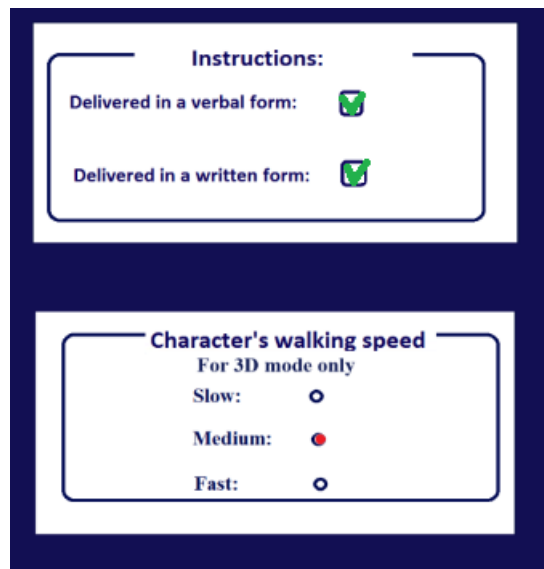 Instructions:
Delivered in a verbal form:
Delivered in a written form:
Character's walking speed
For 3D mode only
Slow:
Medium:
Fast: